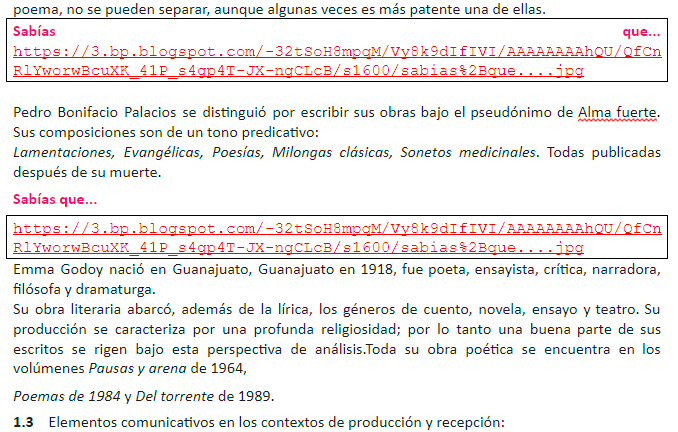 poema, no se pueden separar, aunque algunas veces es más patente una de ellas.
Sabías que...
https://3.bp.blogspot.com/-32tSoH8mpgM/Vy8k9dIfIVI/AAAAAAAAhQU/QfCn
RlYworwBcuXK_41P_s4gp4T-JX-ngCLcB/s1600/sabias%2Bque....jpg
Pedro Bonifacio Palacios se distinguió por escribir sus obras bajo el pseudónimo de Alma fuerte.
Sus composiciones son de un tono predicativo:
Lamentaciones, Evangélicas, Poesías, Milongas clásicas, Sonetos medicinales. Todas publicadas
después de su muerte.
Sabías que...
https://3.bp.blogspot.com/-32tSoH8mpgM/Vy8k9dIfIVI/AAAAAAAAhQU/QfCn
RlYworwBcuXK_41P_s4gp4T-JX-ngCLcB/s1600/sabias%2Bque....jpg
Emma Godoy nació en Guanajuato, Guanajuato en 1918, fue poeta, ensayista, crítica, narradora,
filósofa y dramaturga.
Su obra literaria abarcó, además de la lírica, los géneros de cuento, novela, ensayo y teatro. Su
producción se caracteriza por una profunda religiosidad; por lo tanto una buena parte de sus
escritos se rigen bajo esta perspectiva de análisis.Toda su obra poética se encuentra en los
volúmenes Pausas y arena de 1964,
Poemas de 1984 y Del torrente de 1989.
1.3 Elementos comunicativos en los contextos de producción y recepción: